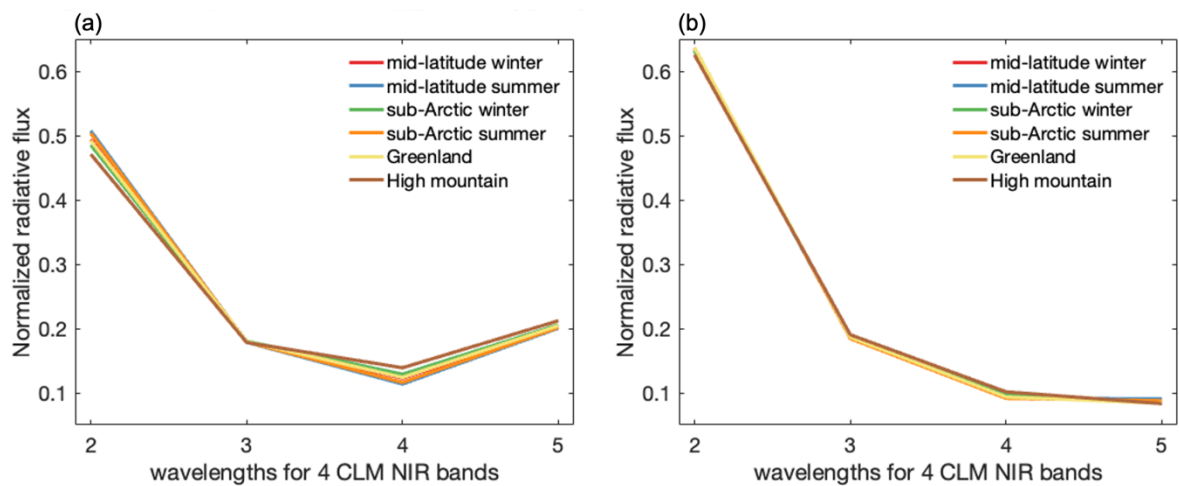 (a)
Normalized radiative flux
0.6
0.5
0.4
0.3
0.2
0.1
mid-latitude winter
mid-latitude summer
sub-Arctic winter
sub-Arctic summer
Greenland
High mountain
2 3 4 5
wavelengths for 4 CLM NIR bands
(b)
Normalized radiative flux
0.6
0.5
0.4
0.3
0.2
0.1
mid-latitude winter
mid-latitude summer
sub-Arctic winter
sub-Arctic summer
Greenland
High mountain
2 3 4 5
wavelengths for 4 CLM NIR bands